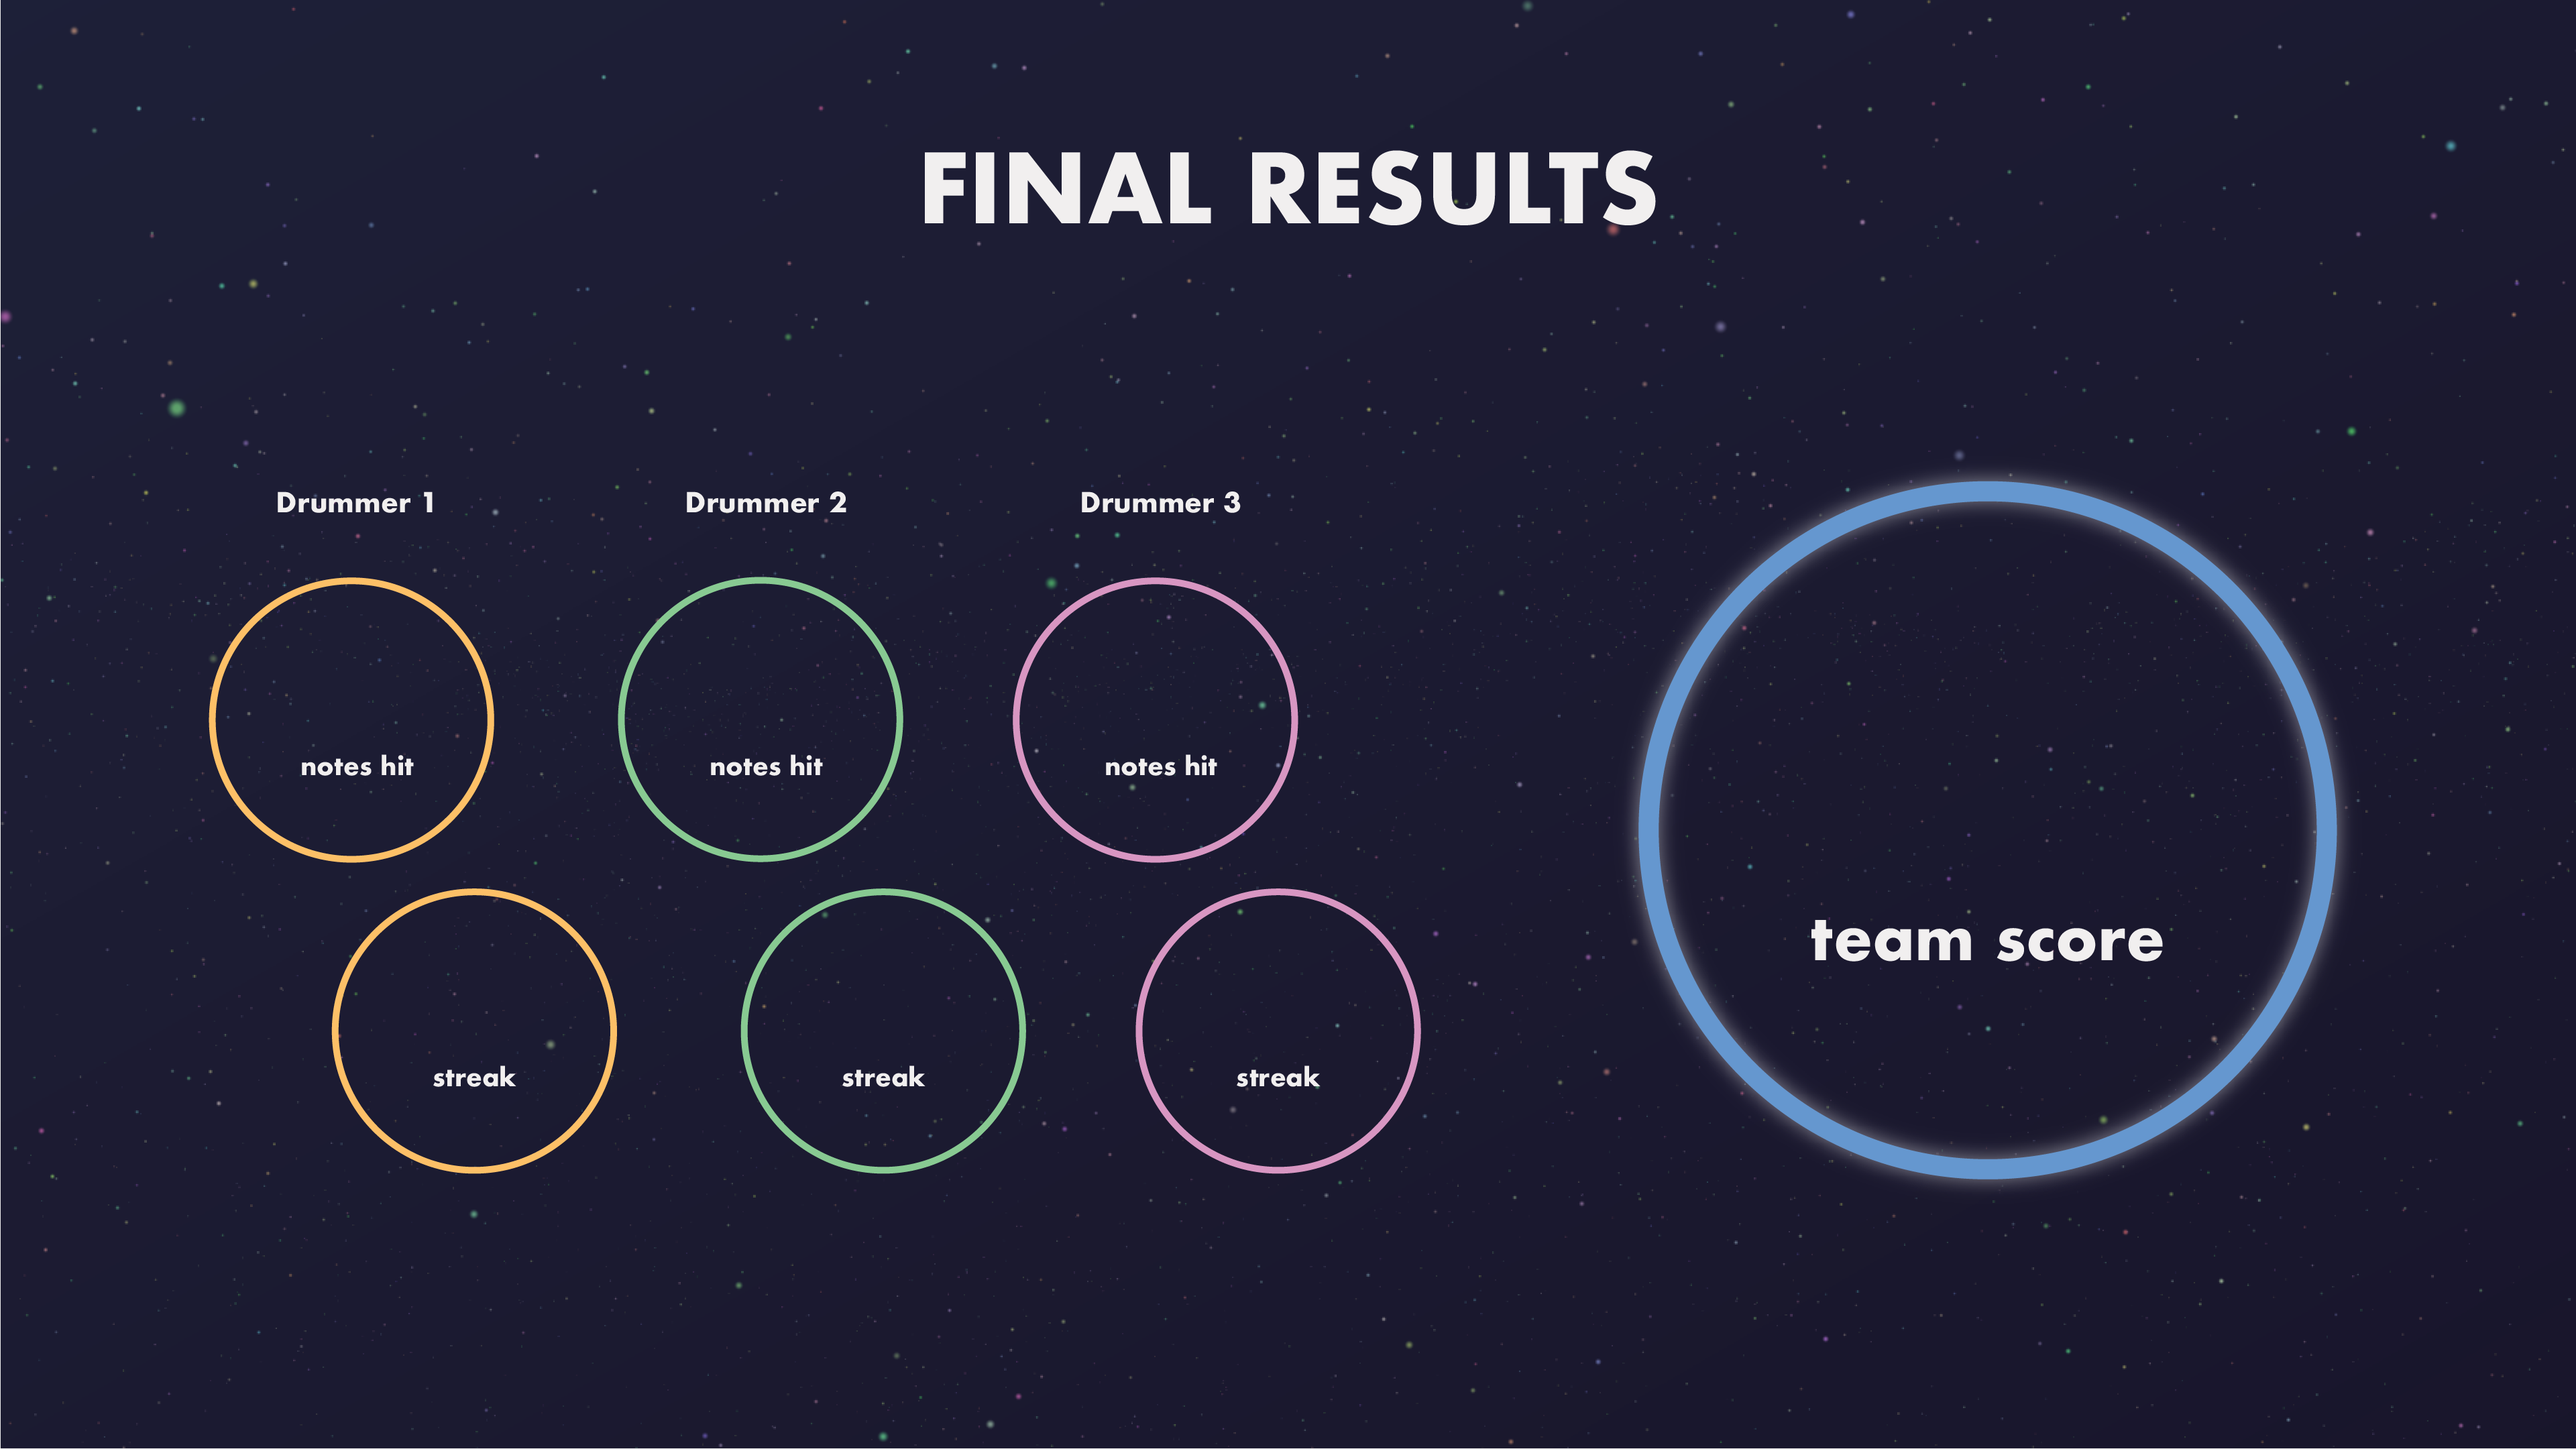 FINAL RESULTS
Drummer 1
Drummer 2
Drummer 3
notes hit
notes hit
notes hit
team score
streak
streak
streak